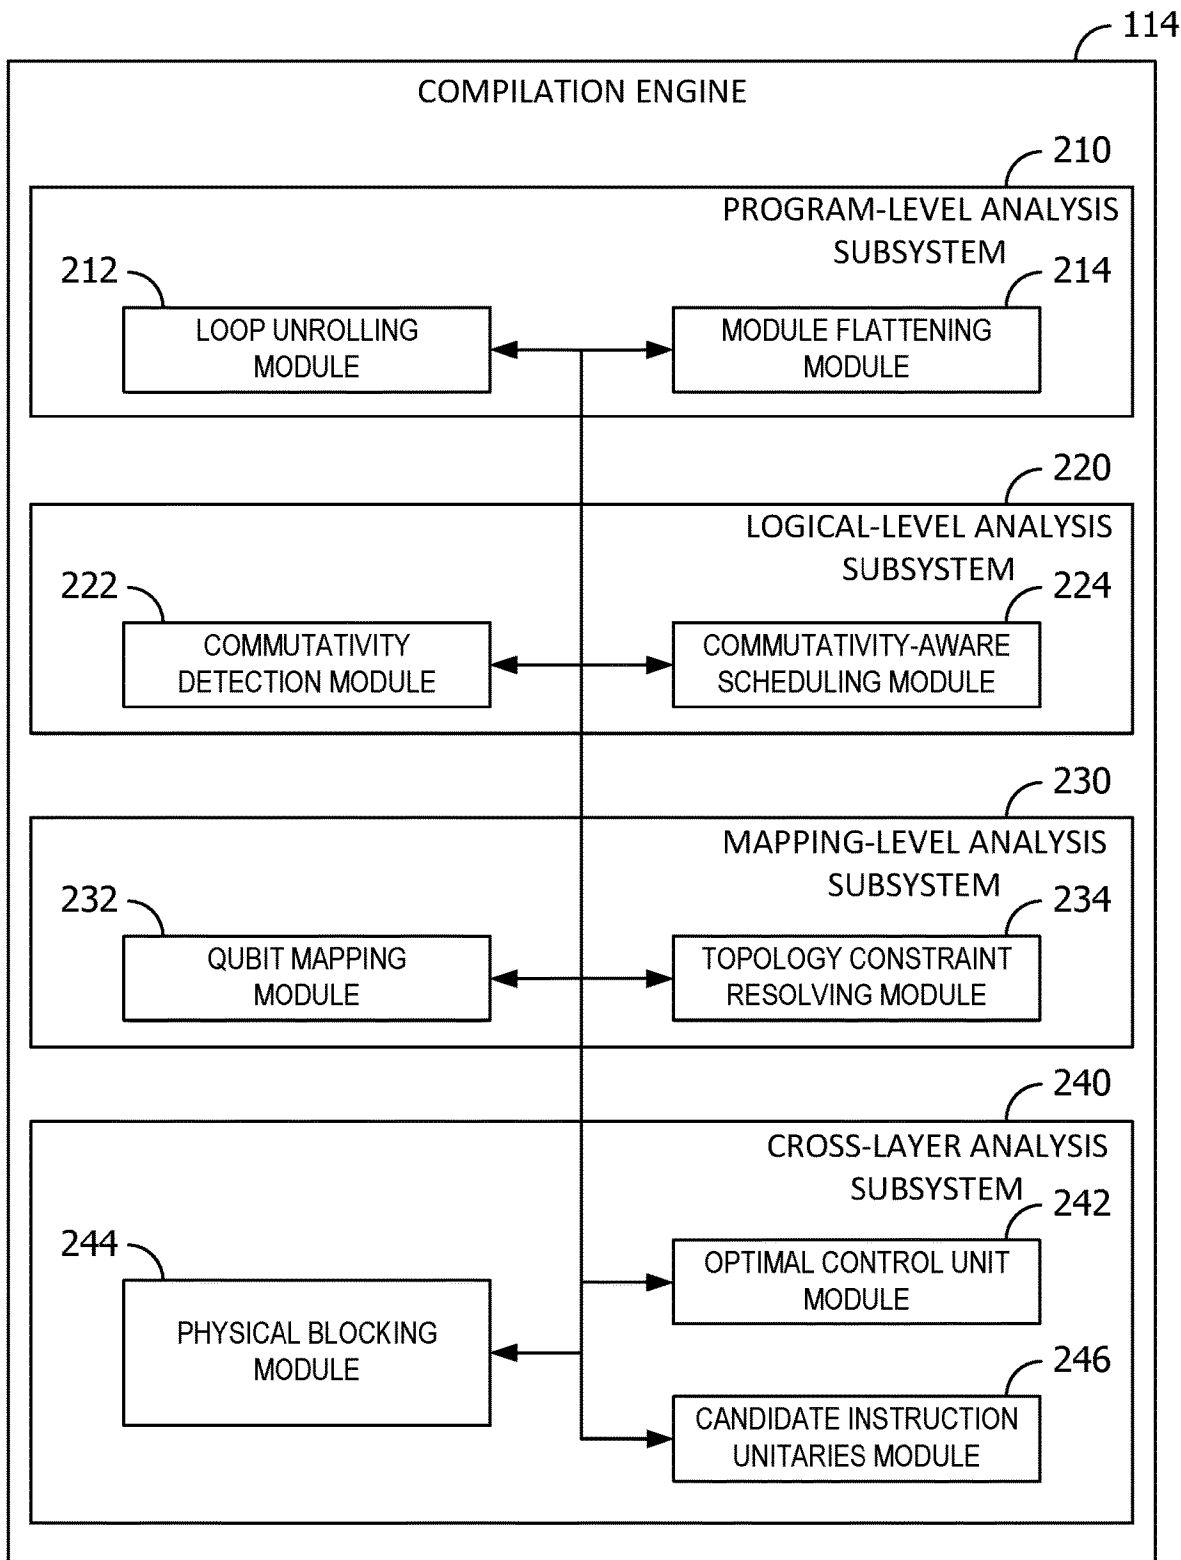 114
COMPILATION ENGINE
210
PROGRAM-LEVEL ANALYSIS
SUBSYSTEM
212
214
LOOP UNROLLING
MODULE
MODULE FLATTENING
MODULE
220
LOGICAL-LEVEL ANALYSIS
SUBSYSTEM
222
224
COMMUTATIVITY
DETECTION MODULE
COMMUTATIVITY-AWARE
SCHEDULING MODULE
230
MAPPING-LEVEL ANALYSIS
SUBSYSTEM
232
234
QUBIT MAPPING
MODULE
TOPOLOGY CONSTRAINT
RESOLVING MODULE
240
CROSS-LAYER ANALYSIS
SUBSYSTEM
242
OPTIMAL CONTROL UNIT
MODULE
244
PHYSICAL BLOCKING
MODULE
246
CANDIDATE INSTRUCTION
UNITARIES MODULE